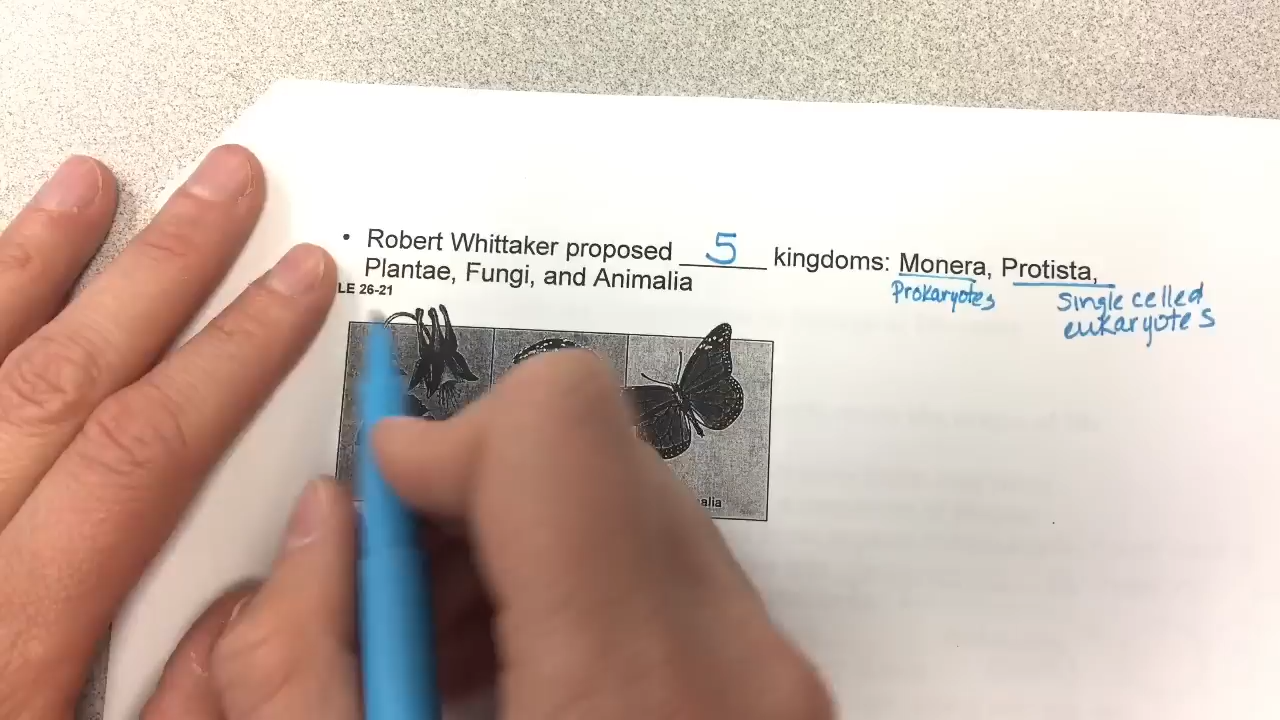 • Robert Whittaker proposed 5 kingdoms: Monera, Protista,
Plantae, Fungi, and Animalia
Prokaryotes
single celled
eukaryotes
LE 26-21
alia